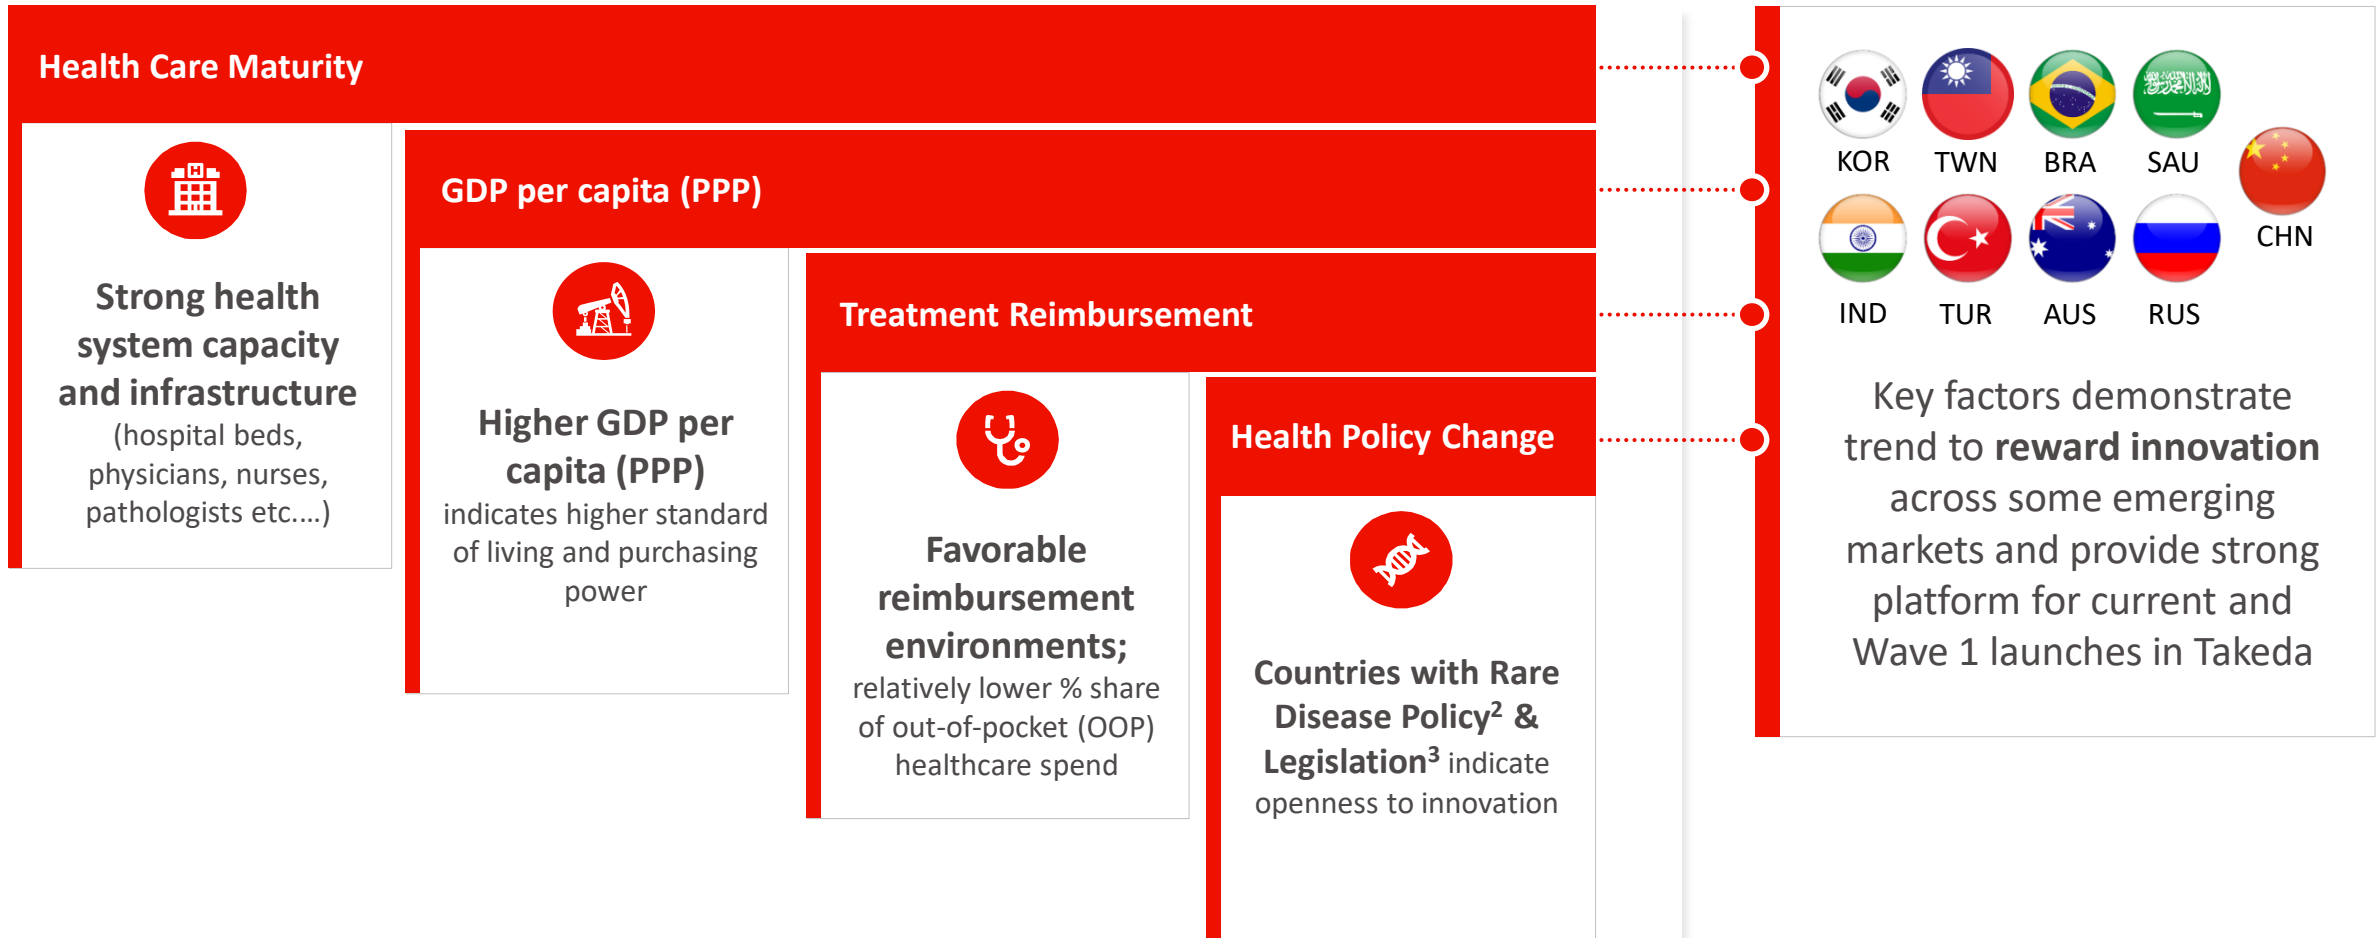 Health Care Maturity
Strong health
system capacity
and infrastructure
(hospital beds,
physicians, nurses,
pathologists etc.…)
GDP per capita (PPP)
Higher GDP per
capita (PPP)
indicates higher standard
of living and purchasing
power
Treatment Reimbursement
Favorable
reimbursement
environments;
relatively lower % share
of out-of-pocket (OOP)
healthcare spend
Health Policy Change
Countries with Rare
Disease Policy² &
Legislation³ indicate
openness to innovation
KOR TWN BRA SAU
CHN
IND TUR AUS RUS
Key factors demonstrate
trend to reward innovation
across some emerging
markets and provide strong
platform for current and
Wave 1 launches in Takeda